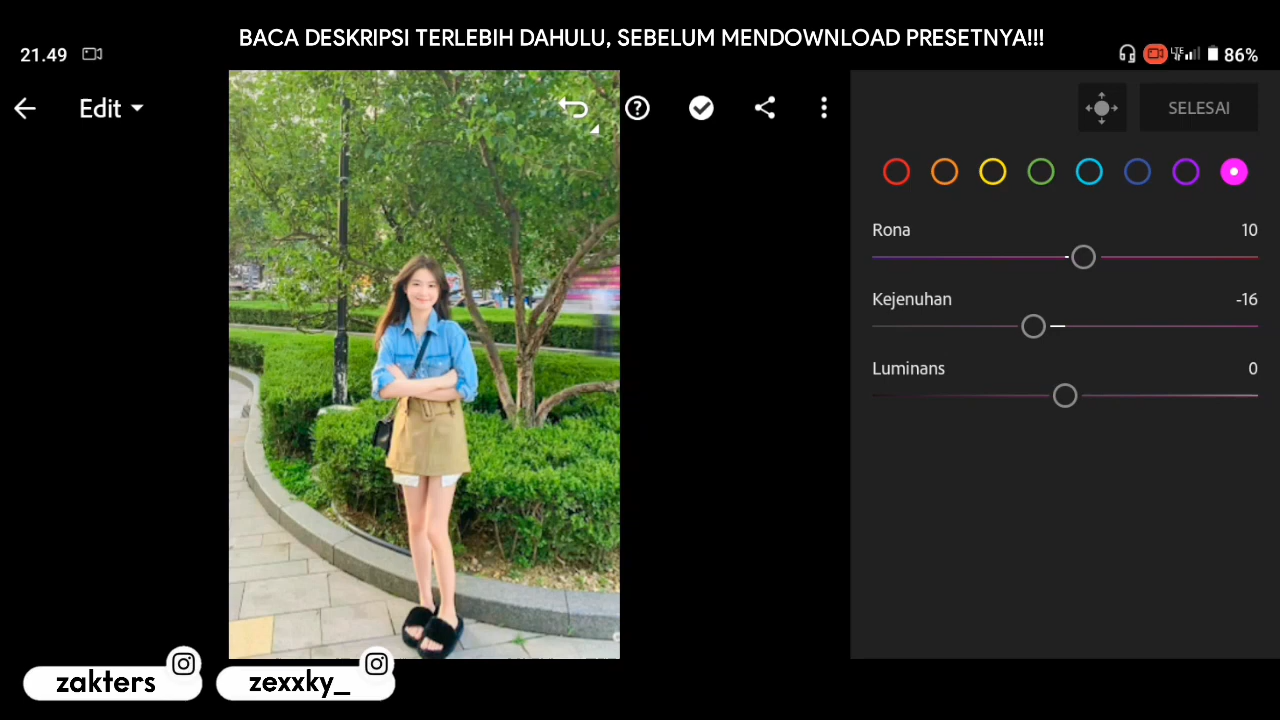 BACA DESKRIPSI TERLEBIH DAHULU, SEBELUM MENDOWNLOAD PRESETNYA!!!
21.49
LTE
86%
Edit
SELESAI
Rona
10
Kejenuhan
-16
Luminans
0
zakters
zexxky_